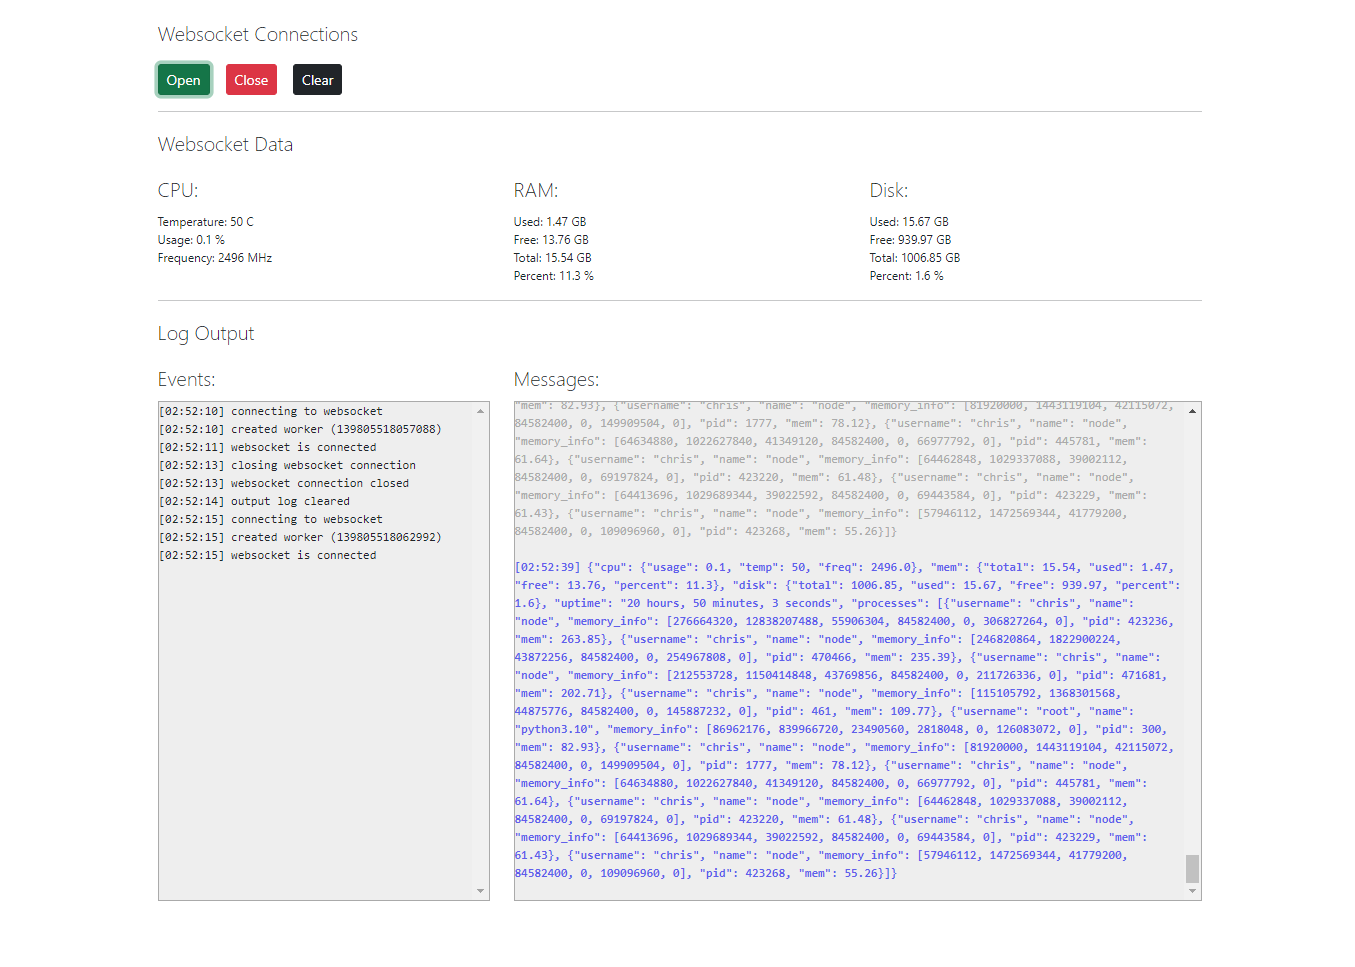 Websocket Connections
Open Close Clear
Websocket Data
CPU:
Temperature: 50 C
Usage: 0.1 %
Frequency: 2496 MHz
RAM:
Used: 1.47 GB
Free: 13.76 GB
Total: 15.54 GB
Percent: 11.3 %
Disk:
Used: 15.67 GB
Free: 939.97 GB
Total: 1006.85 GB
Percent: 1.6 %
Log Output
Events:
[02:52:10] connecting to websocket
[02:52:10] created worker (139805518057088)
[02:52:11] websocket is connected
[02:52:13] closing websocket connection
[02:52:13] websocket connection closed
[02:52:14] output log cleared
[02:52:15] connecting to websocket
[02:52:15] created worker (139805518062992)
[02:52:15] websocket is connected
Messages:
"mem": 82.93}, {"username": "chris", "name": "node", "memory_info": [81920000, 1443119104, 42115072,
84582400, 0, 149909504, 0], "pid": 1777, "mem": 78.12}, {"username": "chris", "name": "node",
"memory_info": [64634880, 1022627840, 41349120, 84582400, 0, 66977792, 0], "pid": 445781, "mem":
61.64}, {"username": "chris", "name": "node", "memory_info": [64462848, 1029337088, 39002112,
84582400, 0, 69197824, 0], "pid": 423220, "mem": 61.48}, {"username": "chris", "name": "node",
"memory_info": [64413696, 1029689344, 39022592, 84582400, 0, 69443584, 0], "pid": 423229, "mem":
61.43}, {"username": "chris", "name": "node", "memory_info": [57946112, 1472569344, 41779200,
84582400, 0, 109096960, 0], "pid": 423268, "mem": 55.26}]}
[02:52:39] {"cpu": {"usage": 0.1, "temp": 50, "freq": 2496.0}, "mem": {"total": 15.54, "used": 1.47,
"free": 13.76, "percent": 11.3}, "disk": {"total": 1006.85, "used": 15.67, "free": 939.97, "percent":
1.6}, "uptime": "20 hours, 50 minutes, 3 seconds", "processes": [{"username": "chris", "name":
"node", "memory_info": [276664320, 12838207488, 55906304, 84582400, 0, 306827264, 0], "pid": 423236,
"mem": 263.85}, {"username": "chris", "name": "node", "memory_info": [246820864, 1822900224,
43872256, 84582400, 0, 254967808, 0], "pid": 470466, "mem": 235.39}, {"username": "chris", "name":
"node", "memory_info": [212553728, 1150414848, 43769856, 84582400, 0, 211726336, 0], "pid": 471681,
"mem": 202.71}, {"username": "chris", "name": "node", "memory_info": [115105792, 1368301568,
44875776, 84582400, 0, 145887232, 0], "pid": 461, "mem": 109.77}, {"username": "root", "name":
"python3.10", "memory_info": [86962176, 839966720, 23490560, 2818048, 0, 126083072, 0], "pid": 300,
"mem": 82.93}, {"username": "chris", "name": "node", "memory_info": [81920000, 1443119104, 42115072,
84582400, 0, 149909504, 0], "pid": 1777, "mem": 78.12}, {"username": "chris", "name": "node",
"memory_info": [64634880, 1022627840, 41349120, 84582400, 0, 66977792, 0], "pid": 445781, "mem":
61.64}, {"username": "chris", "name": "node", "memory_info": [64462848, 1029337088, 39002112,
84582400, 0, 69197824, 0], "pid": 423220, "mem": 61.48}, {"username": "chris", "name": "node",
"memory_info": [64413696, 1029689344, 39022592, 84582400, 0, 69443584, 0], "pid": 423229, "mem":
61.43}, {"username": "chris", "name": "node", "memory_info": [57946112, 1472569344, 41779200,
84582400, 0, 109096960, 0], "pid": 423268, "mem": 55.26}]}